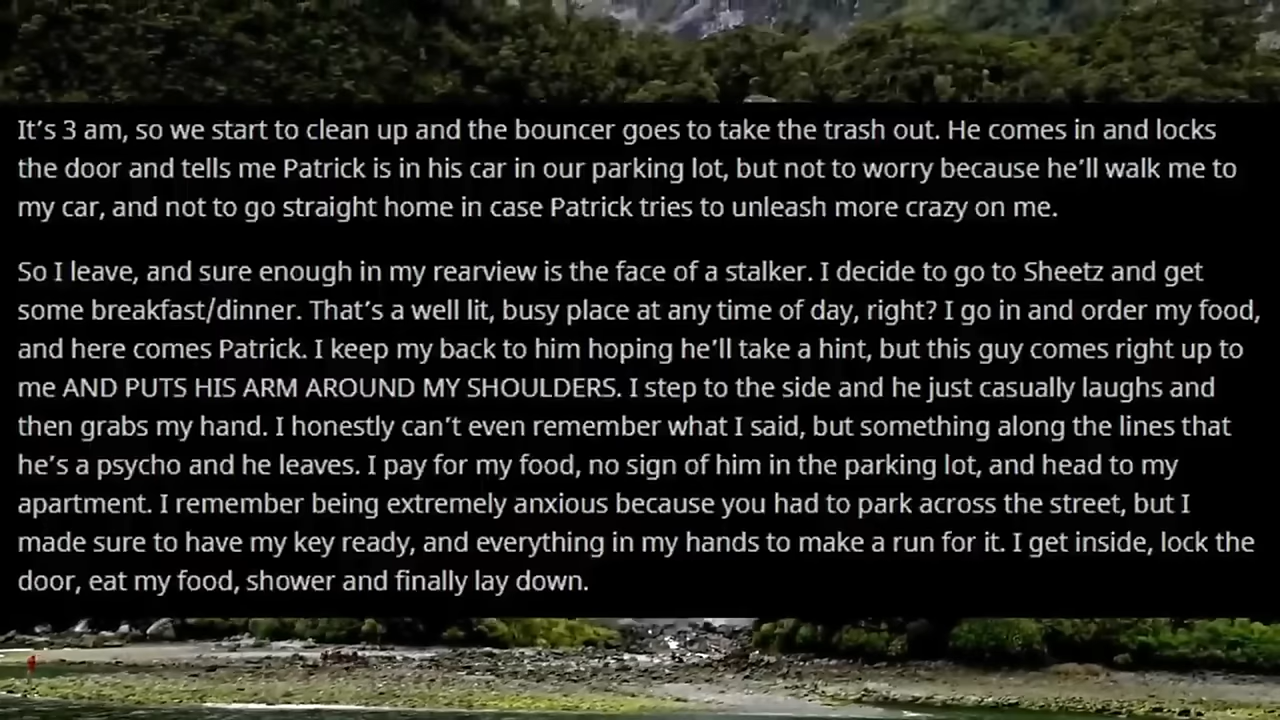 It's 3 am, so we start to clean up and the bouncer goes to take the trash out. He comes in and locks
the door and tells me Patrick is in his car in our parking lot, but not to worry because he'll walk me to
my car, and not to go straight home in case Patrick tries to unleash more crazy on me.
So I leave, and sure enough in my rearview is the face of a stalker. I decide to go to Sheetz and get
some breakfast/dinner. That's a well lit, busy place at any time of day, right? I go in and order my food,
and here comes Patrick. I keep my back to him hoping he'll take a hint, but this guy comes right up to
me AND PUTS HIS ARM AROUND MY SHOULDERS. I step to the side and he just casually laughs and
then grabs my hand. I honestly can't even remember what I said, but something along the lines that
he's a psycho and he leaves. I pay for my food, no sign of him in the parking lot, and head to my
apartment. I remember being extremely anxious because you had to park across the street, but I
made sure to have my key ready, and everything in my hands to make a run for it. I get inside, lock the
door, eat my food, shower and finally lay down.